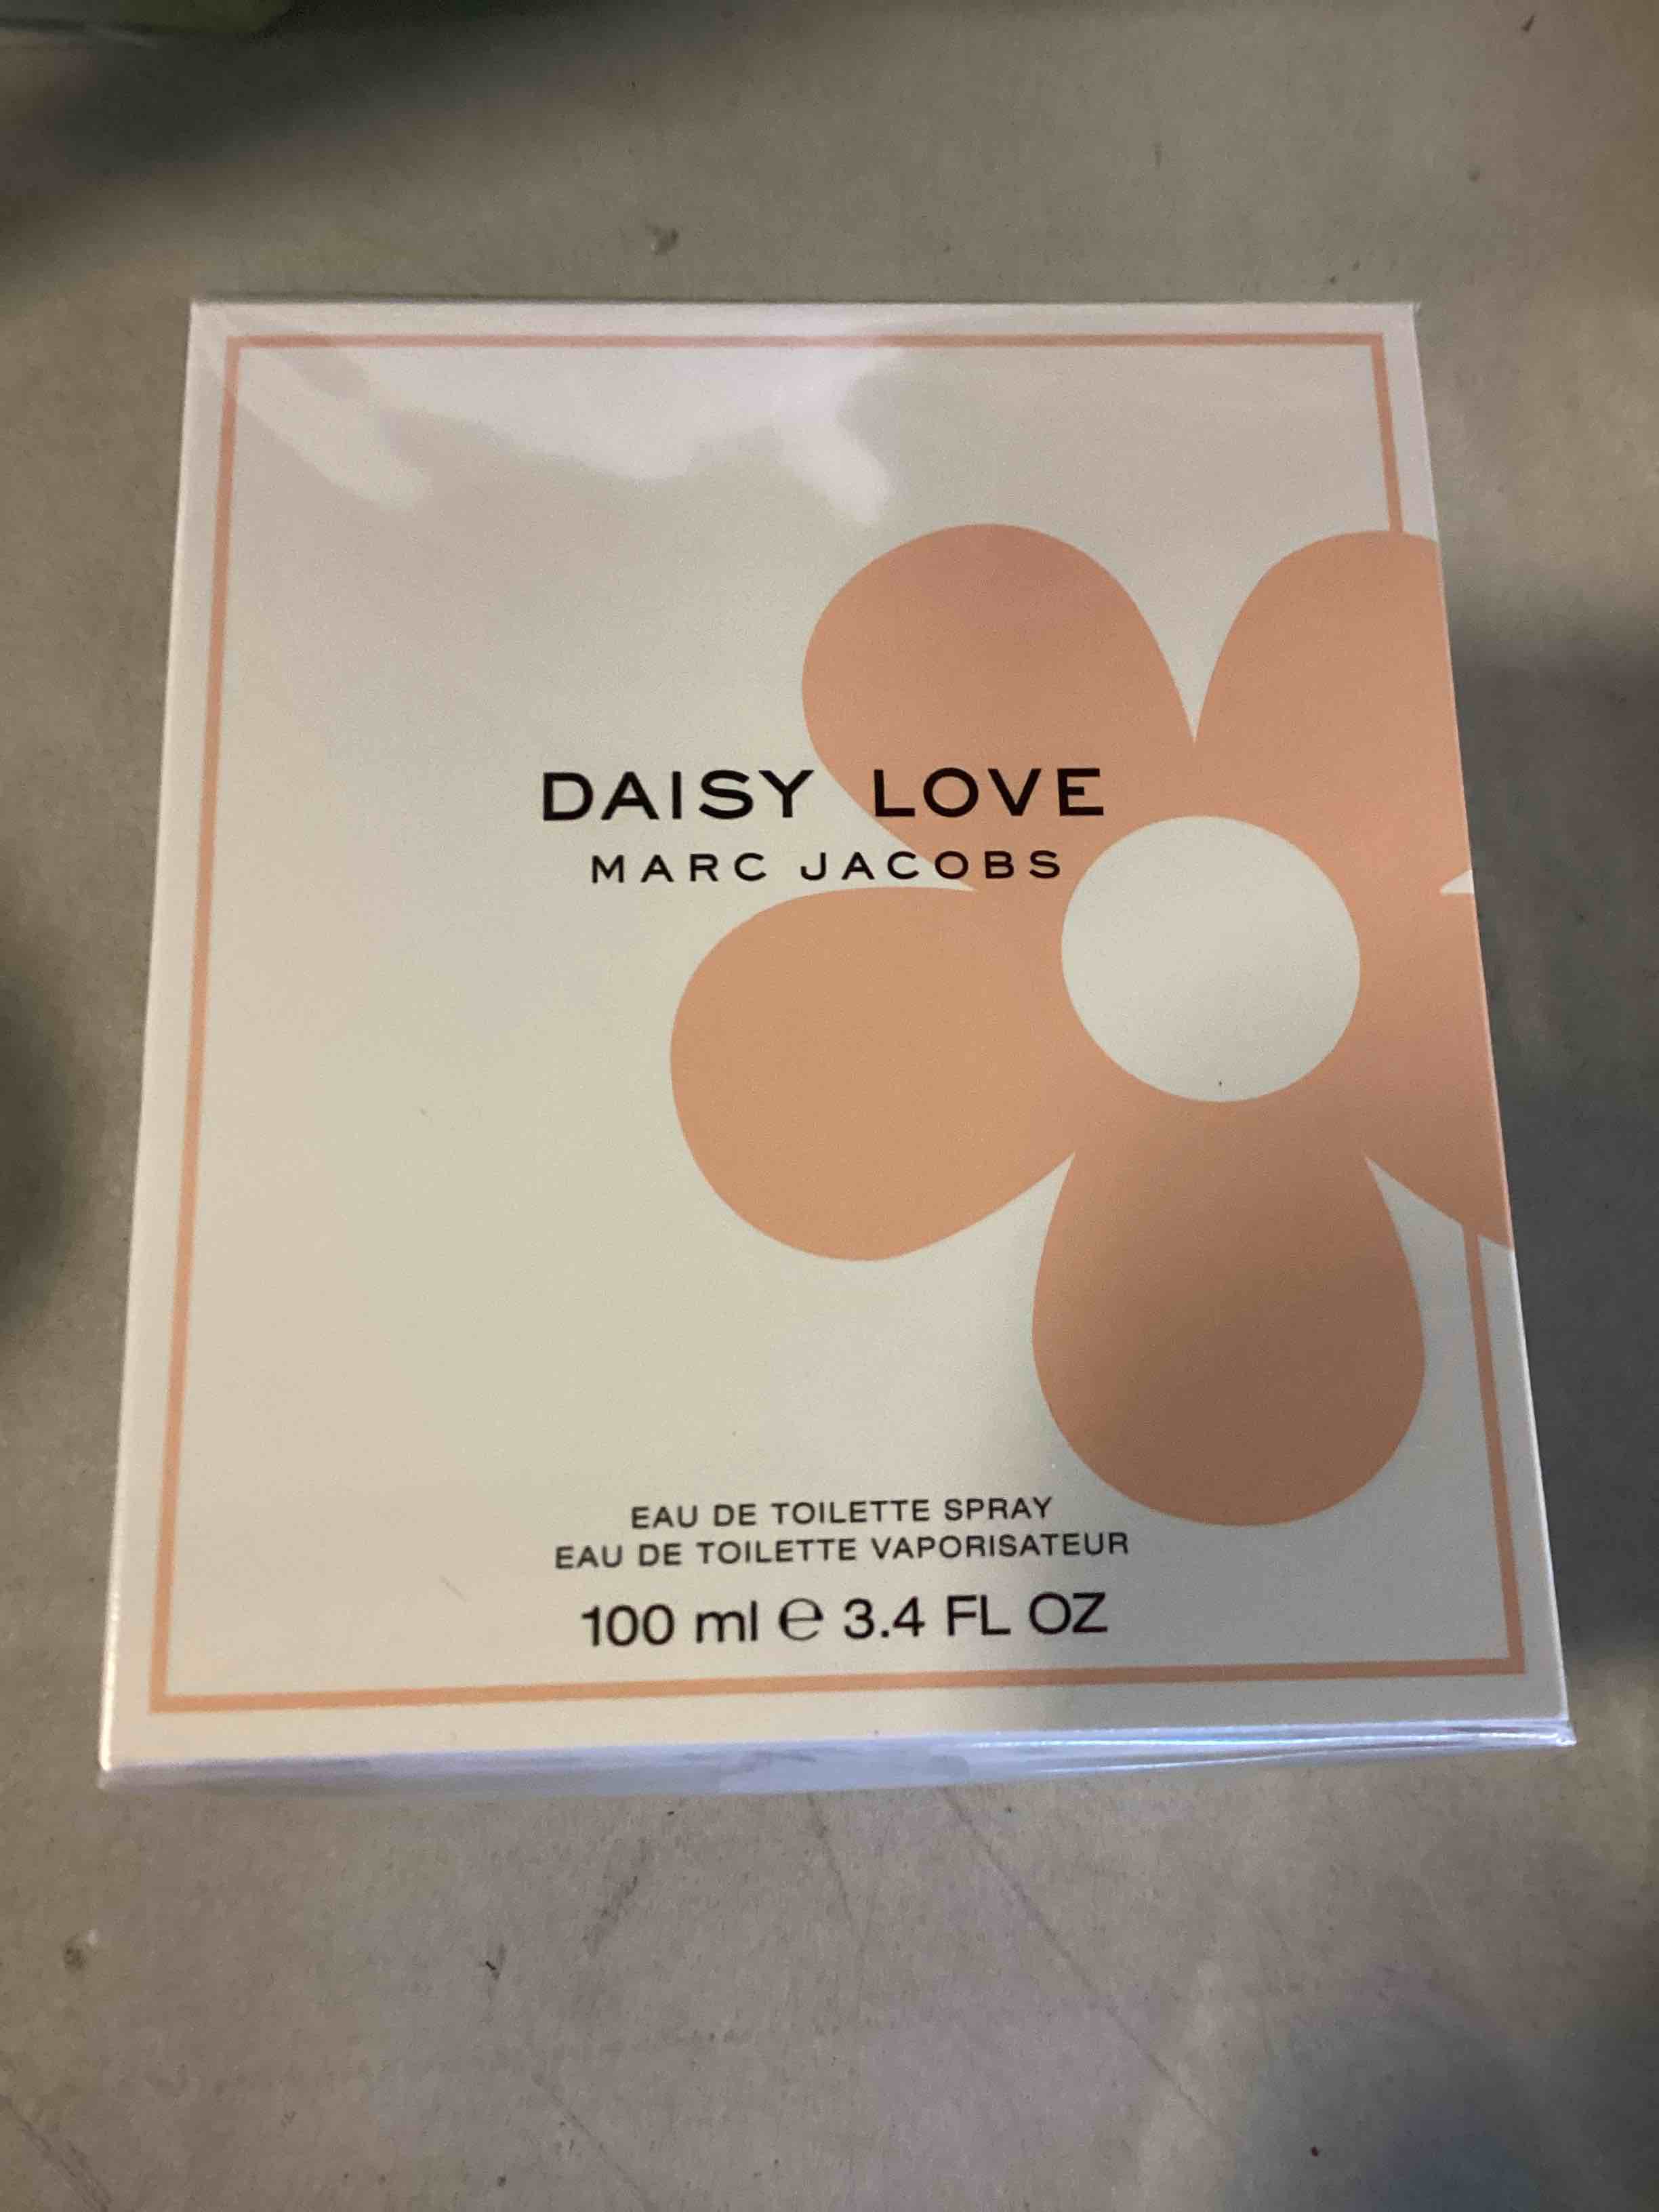 DAISY LOVE
MARC JACOBS
EAU DE TOILETTE SPRAY
EAU DE TOILETTE VAPORISATEUR
100 ml ℮ 3.4 FL OZ